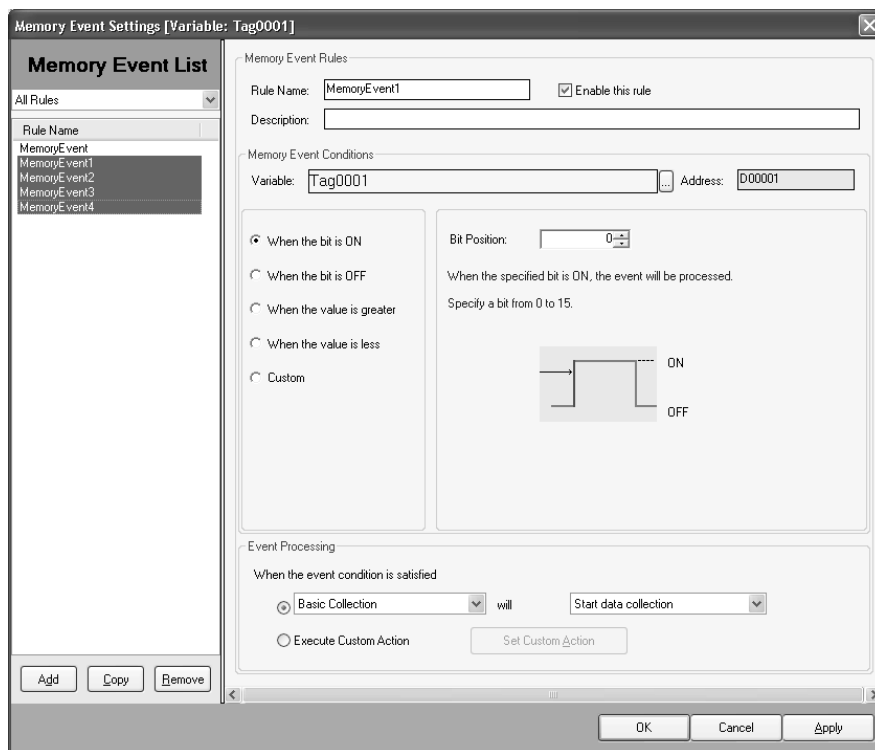 Memory Event Settings [Variable: Tag0001]
Memory Event List
All Rules
Rule Name
MemoryEvent
MemoryEvent1
MemoryEvent2
MemoryEvent3
MemoryEvent4
Add
Copy
Remove
Memory Event Rules
Rule Name: MemoryEvent1 Enable this rule
Description:
Memory Event Conditions
Variable: Tag0001 ... Address: D00001
When the bit is ON
When the bit is OFF
When the value is greater
When the value is less
Custom
Bit Position: 0
When the specified bit is ON, the event will be processed.
Specify a bit from 0 to 15.
ON
OFF
Event Processing
When the event condition is satisfied
Basic Collection will Start data collection
Execute Custom Action Set Custom Action
OK Cancel Apply